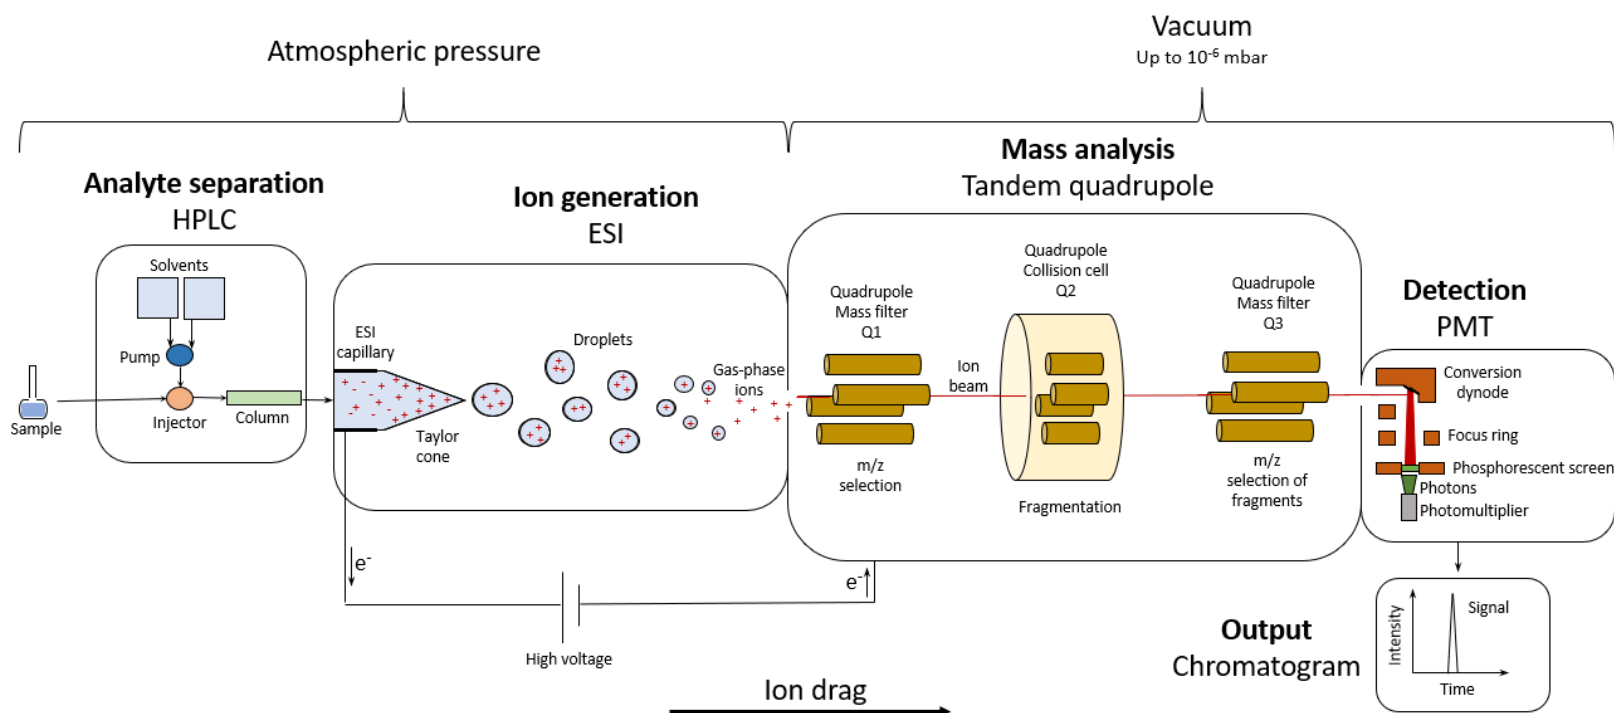 Atmospheric pressure
Vacuum
Up to 10⁻⁶ mbar
Analyte separation
HPLC
Solvents
Pump
Sample
Injector
Column
Ion generation
ESI
ESI
capillary
Taylor
cone
Droplets
Gas-phase
ions
Mass analysis
Tandem quadrupole
Quadrupole
Mass filter
Q1
m/z
selection
Ion
beam
Quadrupole
Collision cell
Q2
Fragmentation
Quadrupole
Mass filter
Q3
m/z
selection of
fragments
Detection
PMT
Conversion
dynode
Focus ring
Phosphorescent screen
Photons
Photomultiplier
e⁻
e⁻
High voltage
Output
Chromatogram
Intensity
Signal
Time
Ion drag